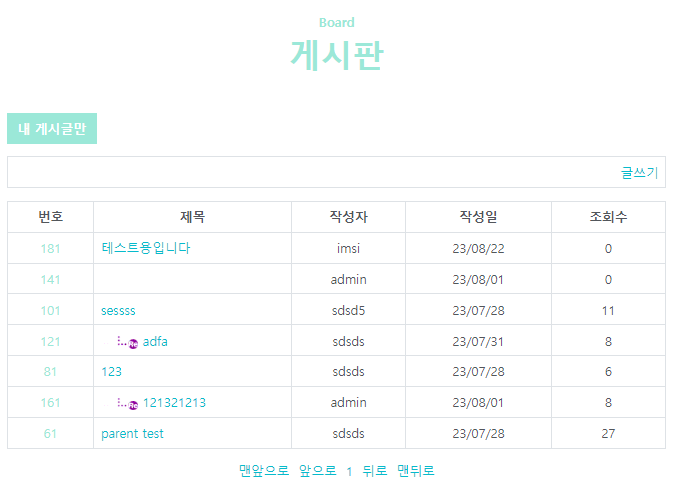 Board
게시판
내 게시글만
글쓰기
번호 제목 작성자 작성일 조회수
181 테스트용입니다 imsi 23/08/22 0
141 admin 23/08/01 0
101 sessss sdsd5 23/07/28 11
121 Re adfa sdsds 23/07/31 8
81 123 sdsds 23/07/28 6
161 Re 121321213 admin 23/08/01 8
61 parent test sdsds 23/07/28 27
맨앞으로 앞으로 1 뒤로 맨뒤로